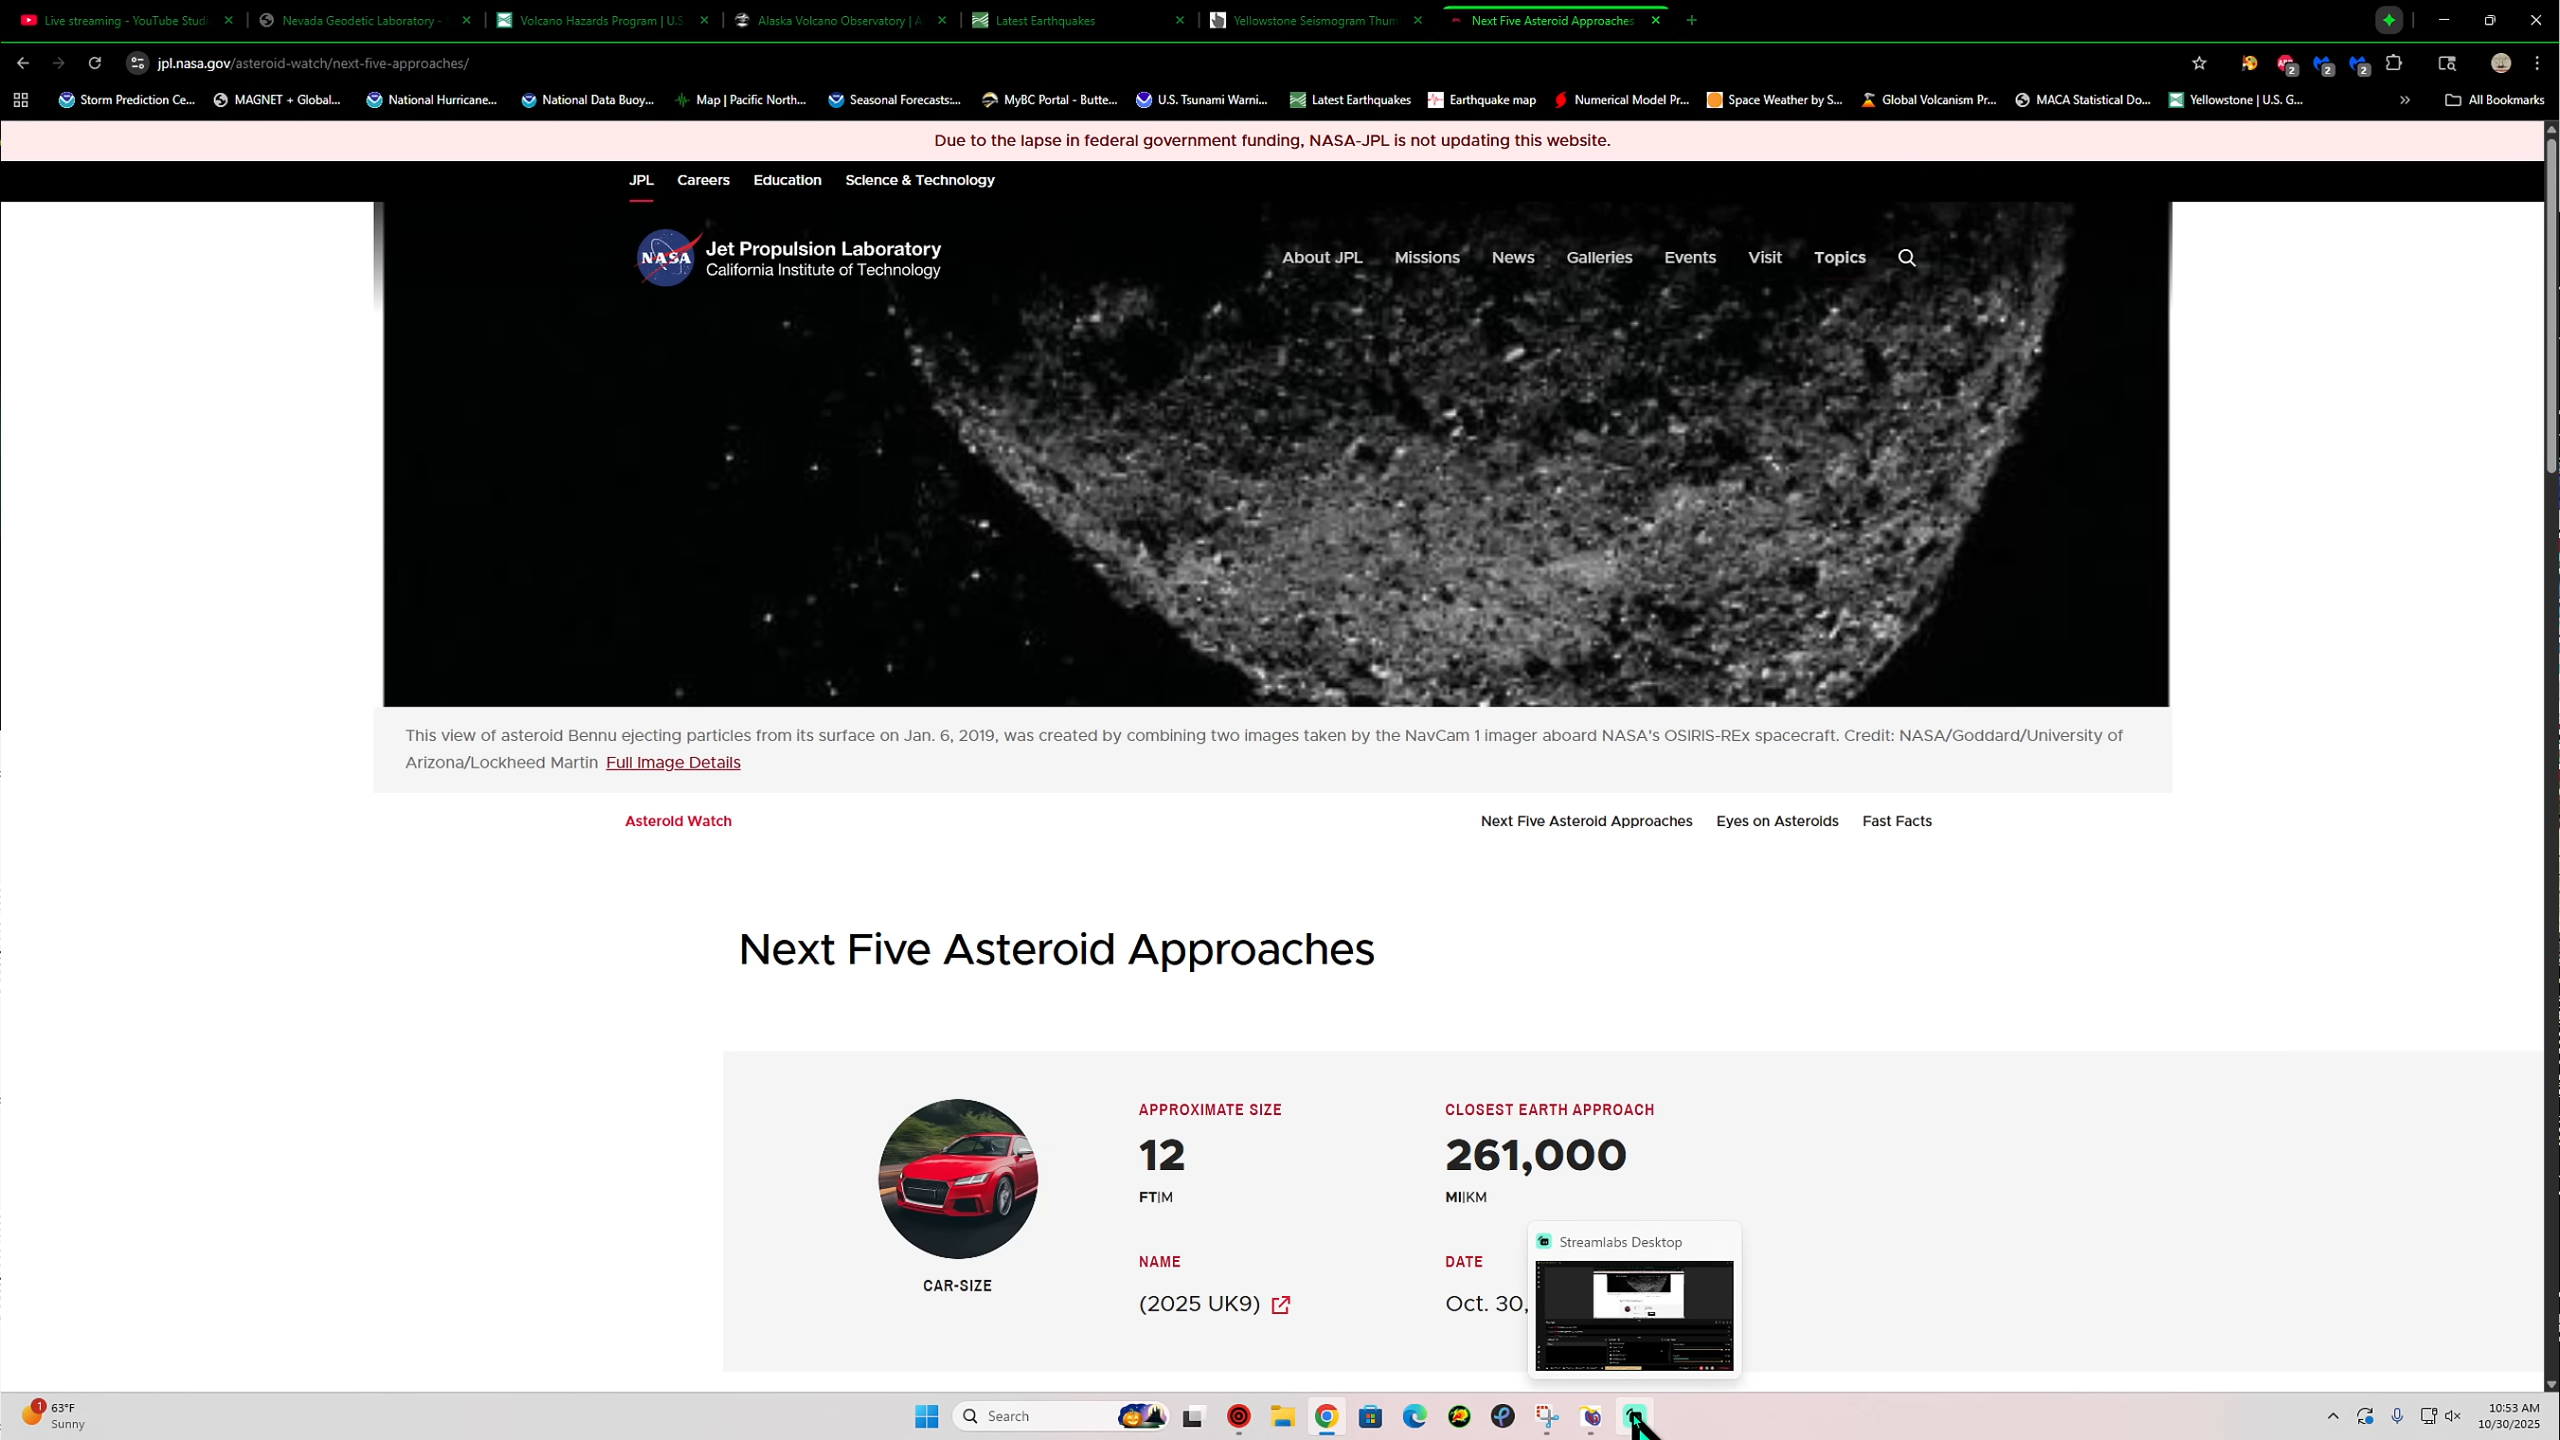 Live streaming - YouTube Studi
Nevada Geodetic Laboratory -
Volcano Hazards Program | U.S
Alaska Volcano Observatory | A
Latest Earthquakes
Yellowstone Seismogram Thum
Next Five Asteroid Approaches
jpl.nasa.gov/asteroid-watch/next-five-approaches/
2
2
2
Storm Prediction Ce...
MAGNET + Global...
National Hurricane...
National Data Buoy...
Map | Pacific North...
Seasonal Forecasts:...
MyBC Portal - Butte...
U.S. Tsunami Warni...
Latest Earthquakes
Earthquake map
Numerical Model Pr...
Space Weather by S...
Global Volcanism Pr...
MACA Statistical Do...
Yellowstone | U.S. G...
»
All Bookmarks
Due to the lapse in federal government funding, NASA-JPL is not updating this website.
JPL
Careers
Education
Science & Technology
NASA
Jet Propulsion Laboratory
California Institute of Technology
About JPL
Missions
News
Galleries
Events
Visit
Topics
This view of asteroid Bennu ejecting particles from its surface on Jan. 6, 2019, was created by combining two images taken by the NavCam 1 imager aboard NASA's OSIRIS-REx spacecraft. Credit: NASA/Goddard/University of
Arizona/Lockheed Martin Full Image Details
Asteroid Watch
Next Five Asteroid Approaches
Eyes on Asteroids
Fast Facts
Next Five Asteroid Approaches
CAR-SIZE
APPROXIMATE SIZE
12
FT|M
CLOSEST EARTH APPROACH
261,000
MI|KM
NAME
(2025 UK9)
DATE
Oct. 30,
Streamlabs Desktop
1
63°F
Sunny
Search
10:53 AM
10/30/2025